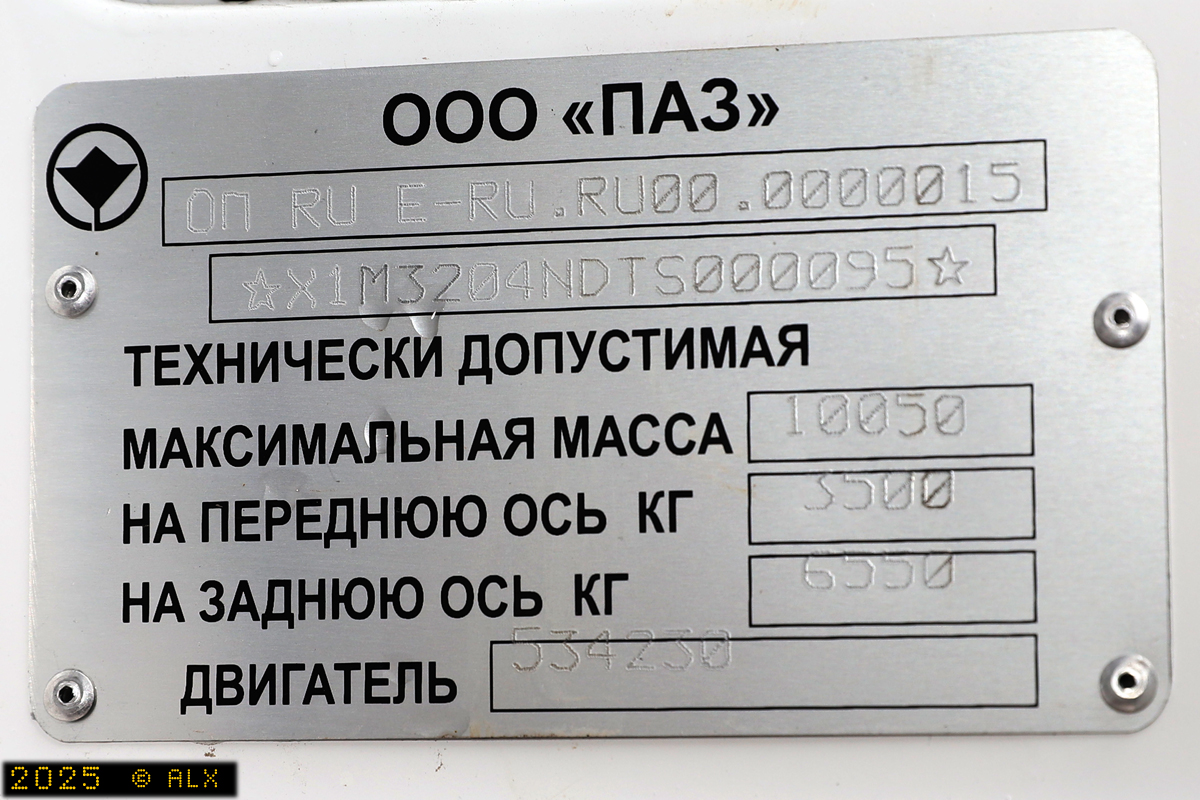 ООО «ПАЗ»
ОП RU E-RU.RU00.0000015
☆X1M3204NDTS000095☆
ТЕХНИЧЕСКИ ДОПУСТИМАЯ
МАКСИМАЛЬНАЯ МАССА 10050
НА ПЕРЕДНЮЮ ОСЬ КГ 3500
НА ЗАДНЮЮ ОСЬ КГ 6550
ДВИГАТЕЛЬ 534230
2025 © ALX